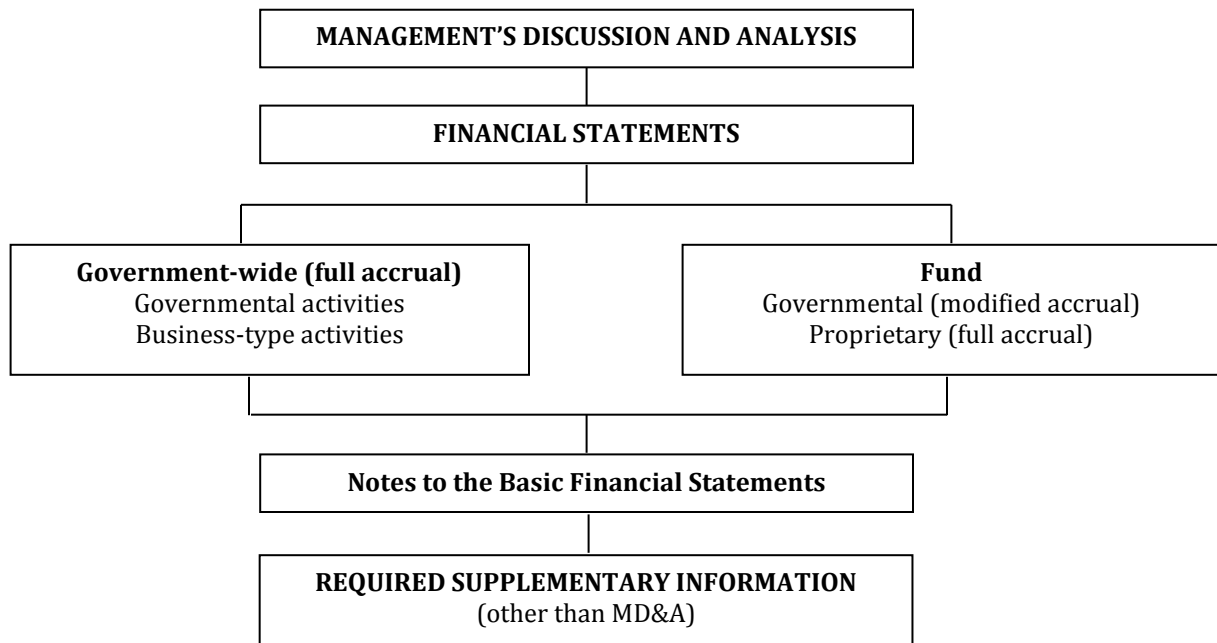 MANAGEMENT’S DISCUSSION AND ANALYSIS
FINANCIAL STATEMENTS
Government-wide (full accrual)
Governmental activities
Business-type activities
Fund
Governmental (modified accrual)
Proprietary (full accrual)
Notes to the Basic Financial Statements
REQUIRED SUPPLEMENTARY INFORMATION
(other than MD&A)